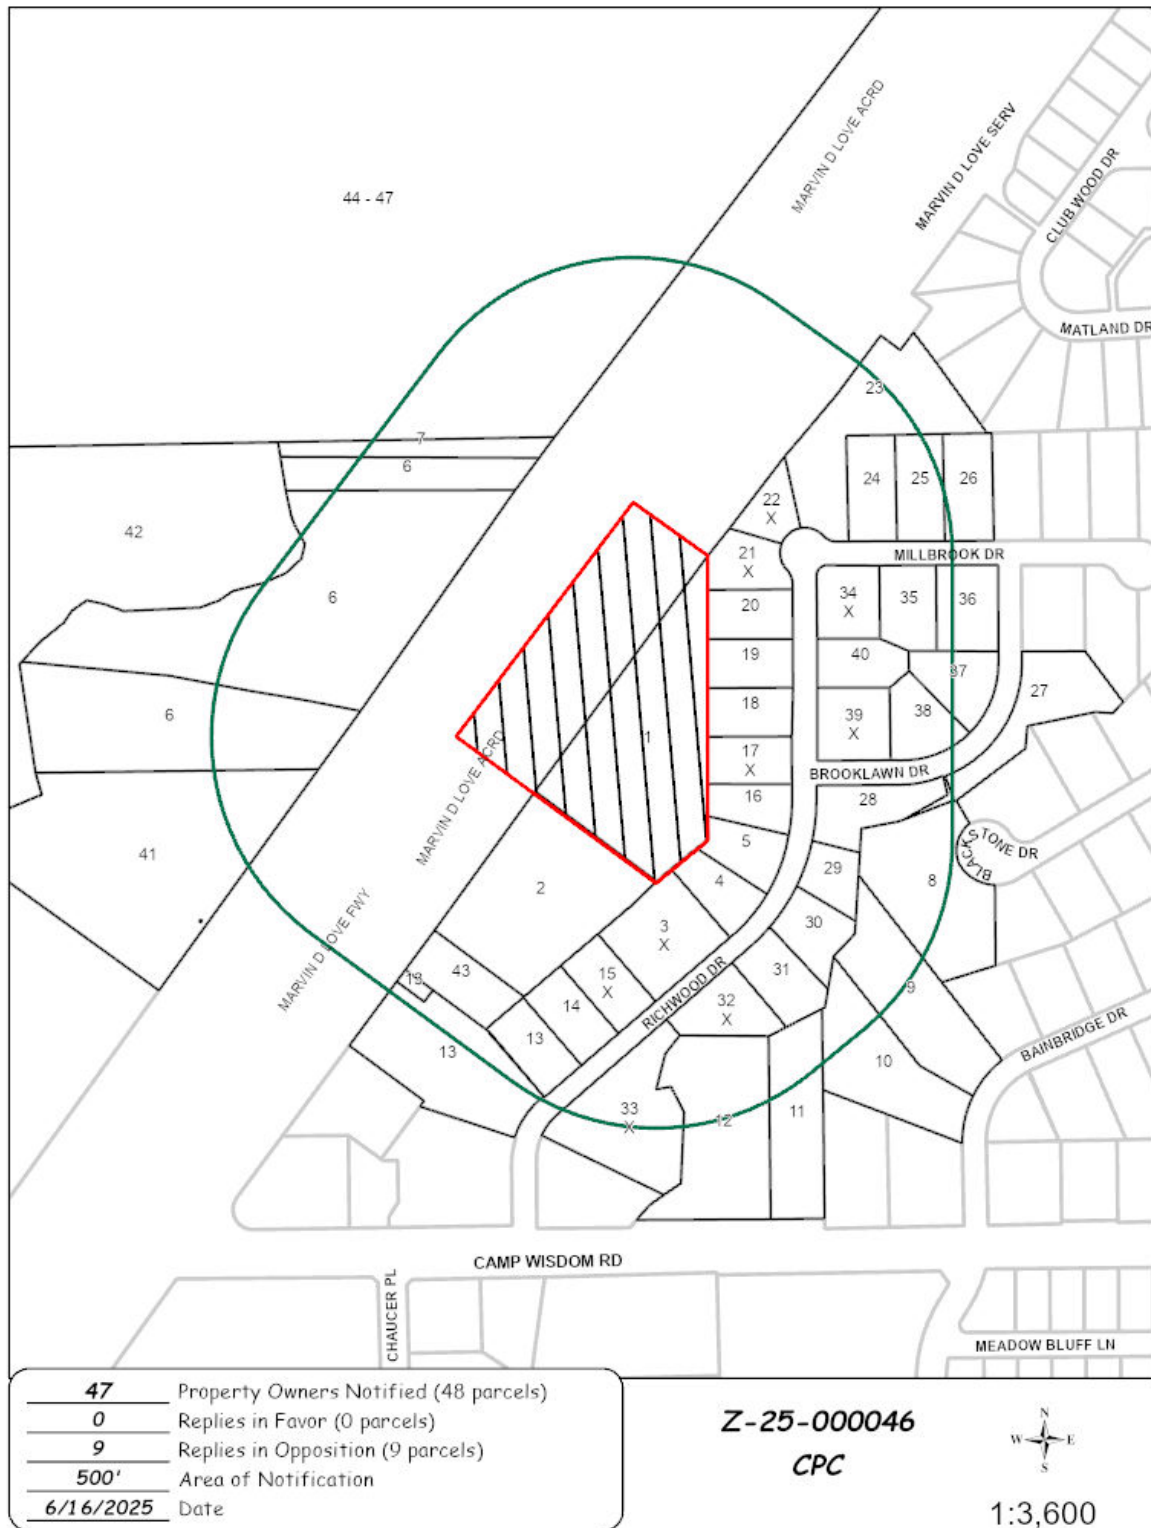 MARVIN D LOVE ACRD
MARVIN D LOVE SERV
CLUB WOOD DR
44 - 47
MATLAND DR
23
7
6
24
25
26
22
X
42
MILLBROOK DR
21
X
6
20
34
X
35
36
19
40
37
27
6
18
39
X
38
1
17
X
BROOKLAWN DR
MARVIN D LOVE ACRD
16
28
5
BLACKSTONE DR
41
29
8
2
4
MARVIN D LOVE FWY
3
X
30
43
15
X
31
13
14
RICHWOOD DR
32
X
9
13
13
10
BAINBRIDGE DR
33
X
12
11
CAMP WISDOM RD
CHAUCER PL
MEADOW BLUFF LN
47 Property Owners Notified (48 parcels)
0 Replies in Favor (0 parcels)
9 Replies in Opposition (9 parcels)
500' Area of Notification
6/16/2025 Date
Z-25-000046
CPC
N
W E
S
1:3,600